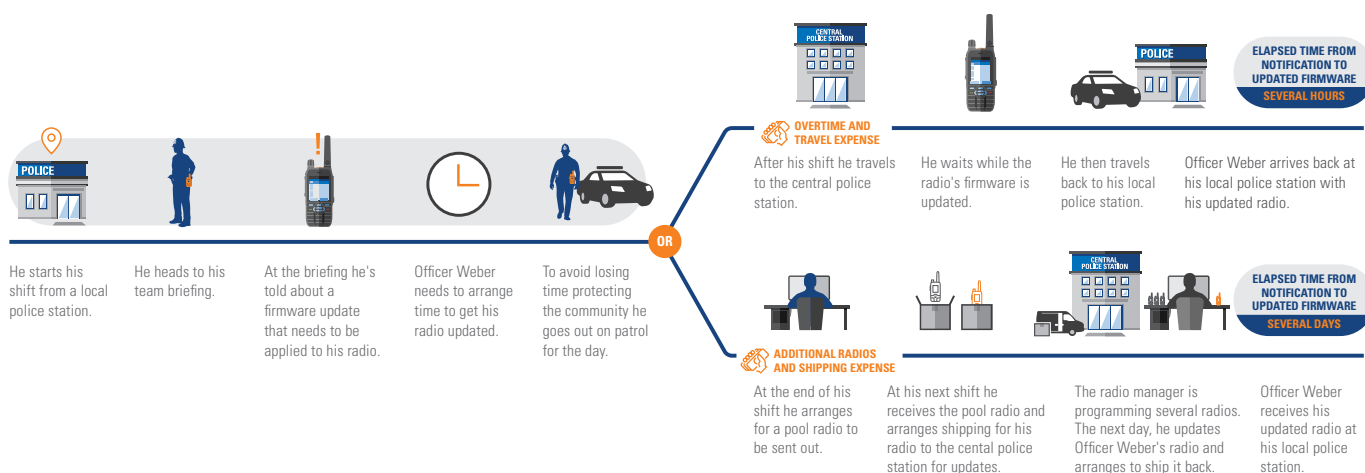 POLICE
He starts his
shift from a local
police station.
He heads to his
team briefing.
!
At the briefing he's
told about a
firmware update
that needs to be
applied to his radio.
Officer Weber
needs to arrange
time to get his
radio updated.
To avoid losing
time protecting
the community he
goes out on patrol
for the day.
OR
CENTRAL
POLICE STATION
POLICE
ELAPSED TIME FROM
NOTIFICATION TO
UPDATED FIRMWARE
SEVERAL HOURS
OVERTIME AND
TRAVEL EXPENSE
After his shift he travels
to the central police
station.
He waits while the
radio's firmware is
updated.
He then travels
back to his local
police station.
Officer Weber arrives back at
his local police station with
his updated radio.
CENTRAL
POLICE STATION
ELAPSED TIME FROM
NOTIFICATION TO
UPDATED FIRMWARE
SEVERAL DAYS
ADDITIONAL RADIOS
AND SHIPPING EXPENSE
At the end of his
shift he arranges
for a pool radio to
be sent out.
At his next shift he
receives the pool radio and
arranges shipping for his
radio to the cental police
station for updates.
The radio manager is
programming several radios.
The next day, he updates
Officer Weber's radio and
arranges to ship it back.
Officer Weber
receives his
updated radio at
his local police
station.